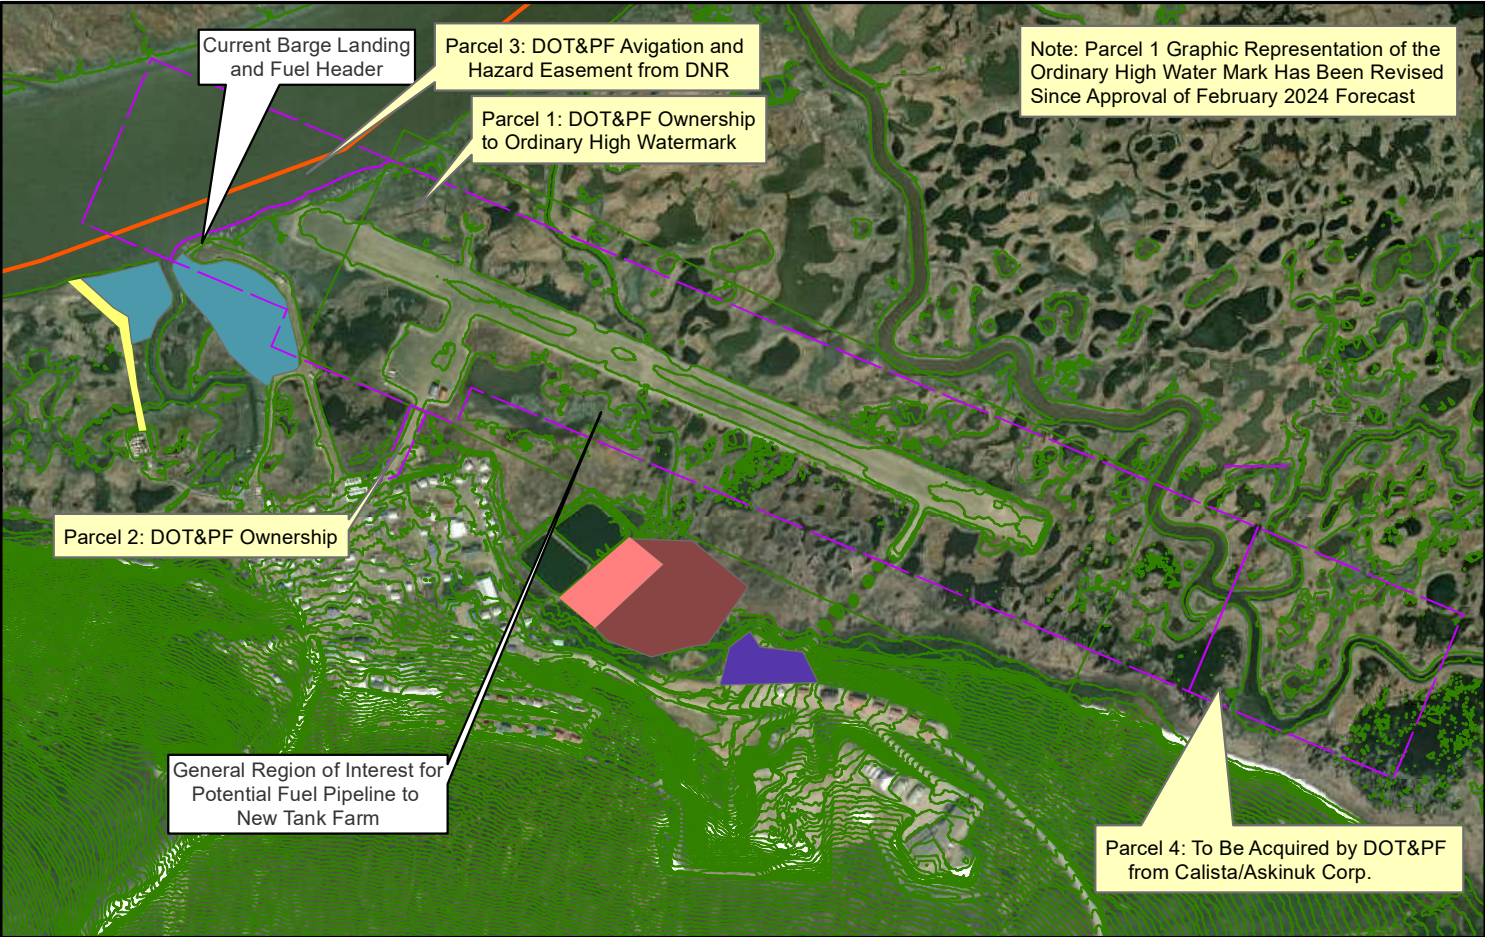 Current Barge Landing
and Fuel Header
Parcel 3: DOT&PF Avigation and
Hazard Easement from DNR
Parcel 1: DOT&PF Ownership
to Ordinary High Watermark
Note: Parcel 1 Graphic Representation of the
Ordinary High Water Mark Has Been Revised
Since Approval of February 2024 Forecast
Parcel 2: DOT&PF Ownership
General Region of Interest for
Potential Fuel Pipeline to
New Tank Farm
Parcel 4: To Be Acquired by DOT&PF
from Calista/Askinuk Corp.